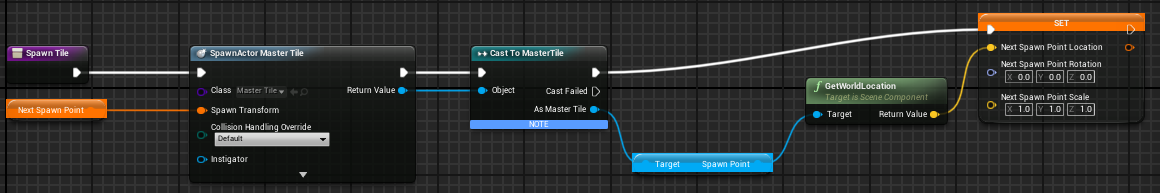 Spawn Tile
Next Spawn Point
SpawnActor Master Tile
Class Master Tile Return Value
Spawn Transform
Collision Handling Override
Default
Instigator
Cast To MasterTile
Object Cast Failed
As Master Tile
NOTE
Target Spawn Point
GetWorldLocation
Target is Scene Component
Target Return Value
SET
Next Spawn Point Location
Next Spawn Point Rotation
X 0.0 Y 0.0 Z 0.0
Next Spawn Point Scale
X 1.0 Y 1.0 Z 1.0